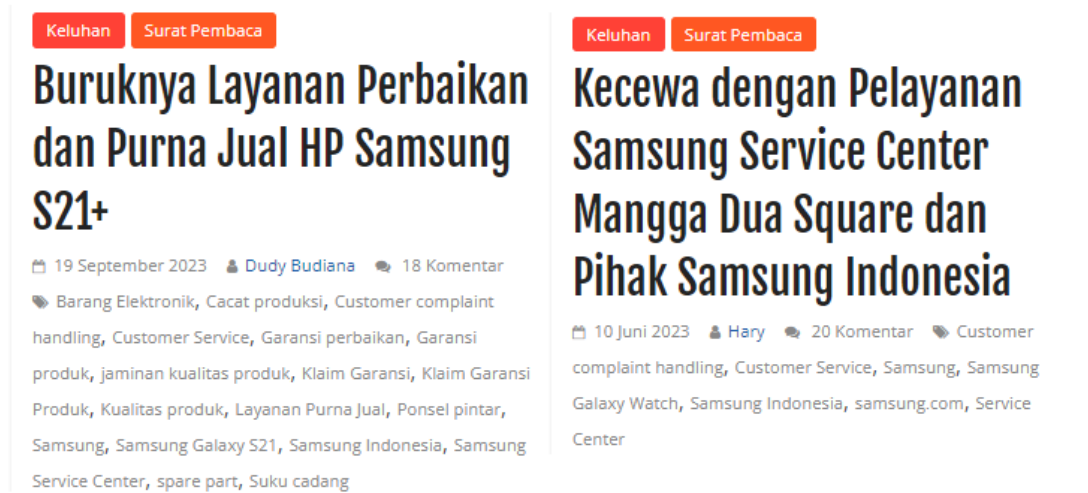 Keluhan
Surat Pembaca
Buruknya Layanan Perbaikan
dan Purna Jual HP Samsung
S21+
19 September 2023 Dudy Budiana 18 Komentar
Barang Elektronik, Cacat produksi, Customer complaint
handling, Customer Service, Garansi perbaikan, Garansi
produk, jaminan kualitas produk, Klaim Garansi, Klaim Garansi
Produk, Kualitas produk, Layanan Purna Jual, Ponsel pintar,
Samsung, Samsung Galaxy S21, Samsung Indonesia, Samsung
Service Center, spare part, Suku cadang
Keluhan
Surat Pembaca
Kecewa dengan Pelayanan
Samsung Service Center
Mangga Dua Square dan
Pihak Samsung Indonesia
10 Juni 2023 Hary 20 Komentar Customer
complaint handling, Customer Service, Samsung, Samsung
Galaxy Watch, Samsung Indonesia, samsung.com, Service
Center